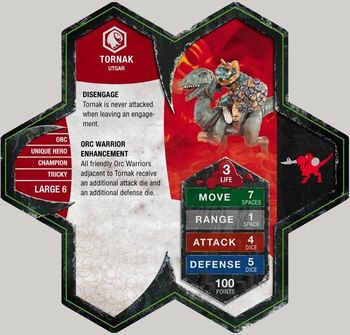 TORNAK
UTGAR
DISENGAGE
Tornak is never attacked
when leaving an engage-
ment.
ORC WARRIOR
ENHANCEMENT
All friendly Orc Warriors
adjacent to Tornak receive
an additional attack die and
an additional defense die.
ORC
UNIQUE HERO
CHAMPION
TRICKY
LARGE 6
3
LIFE
MOVE 7
SPACES
RANGE 1
SPACE
ATTACK 4
DICE
DEFENSE 5
DICE
100
POINTS